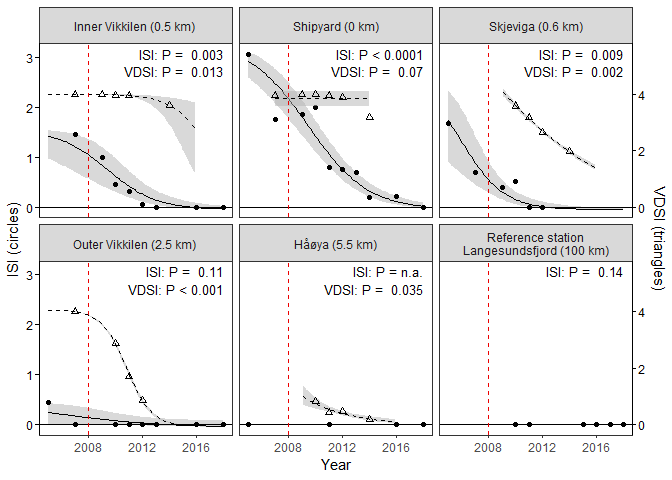 Inner Vikkilen (0.5 km)
Shipyard (0 km)
Skjeviga (0.6 km)
ISI: P = 0.003
VDSI: P = 0.013
ISI: P < 0.0001
VDSI: P = 0.07
ISI: P = 0.009
VDSI: P = 0.002
3
2
1
0
4
2
0
Outer Vikkilen (2.5 km)
Håøya (5.5 km)
Reference station
Langesundsfjord (100 km)
ISI: P = 0.11
VDSI: P < 0.001
ISI: P = n.a.
VDSI: P = 0.035
ISI: P = 0.14
3
2
1
0
4
2
0
2008 2012 2016
2008 2012 2016
2008 2012 2016
Year
ISI (circles)
VDSI (triangles)